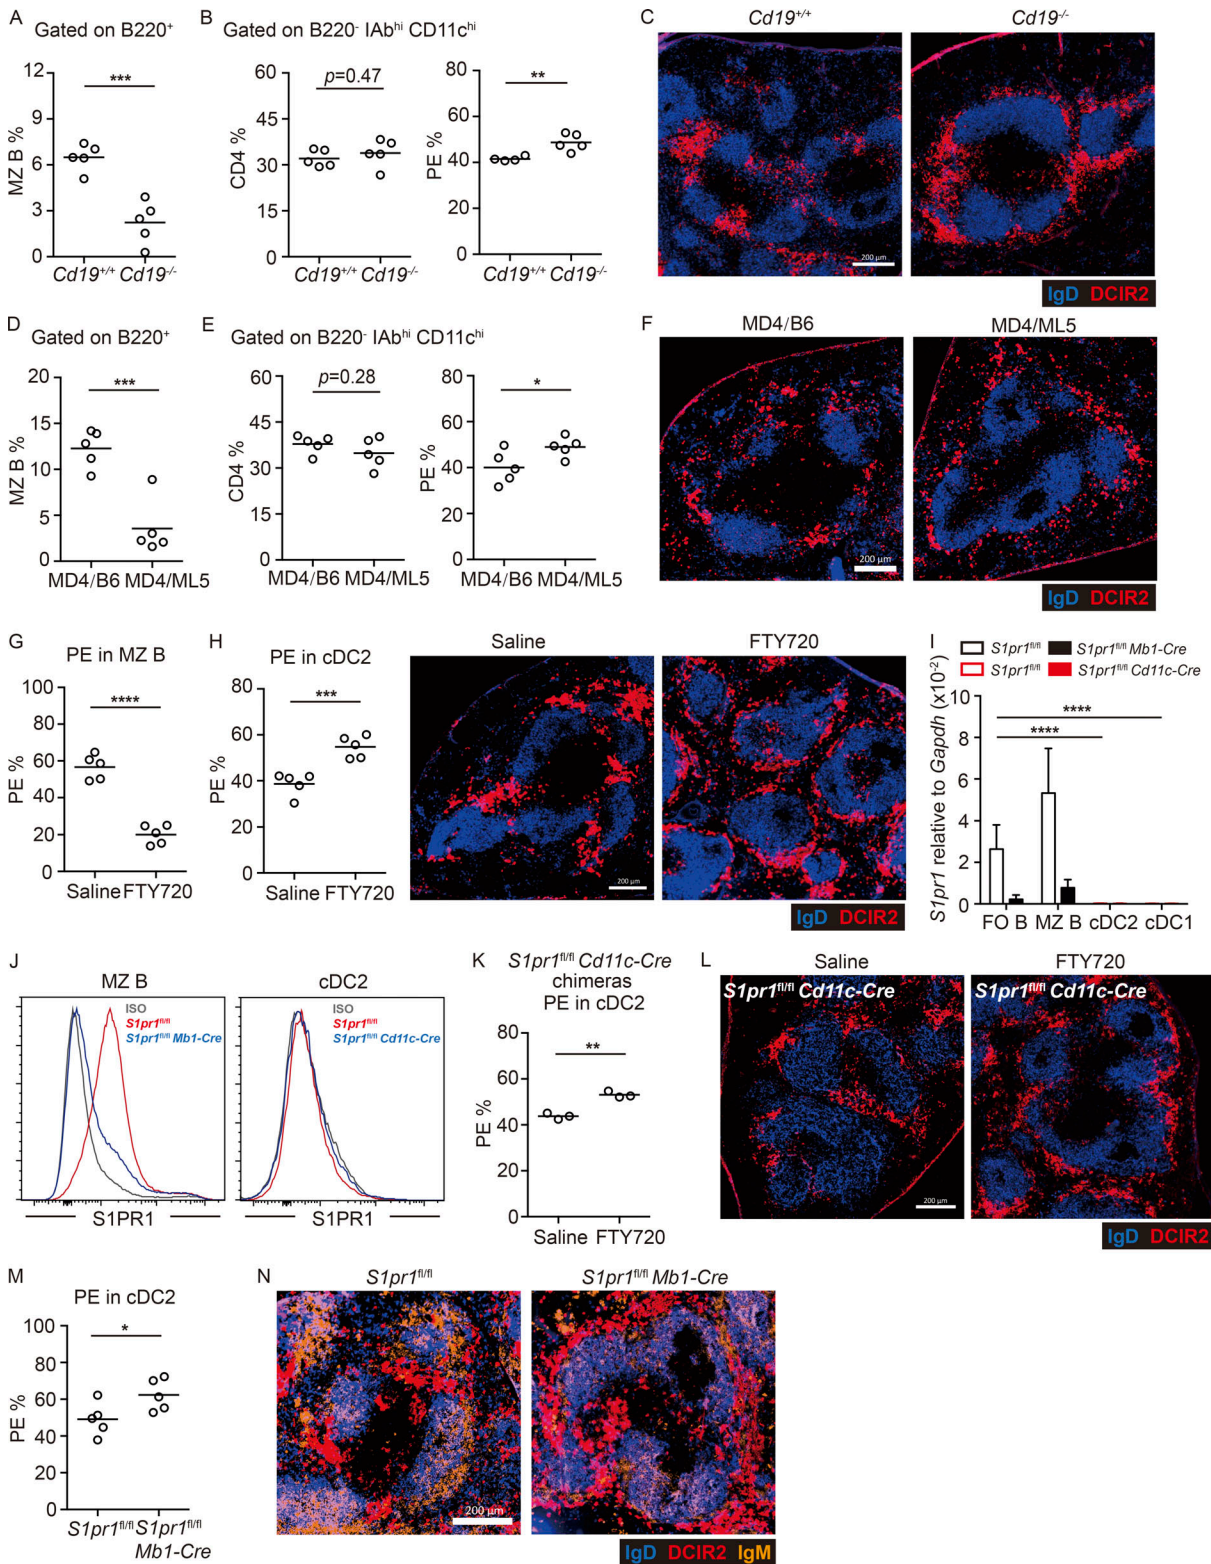 A
Gated on B220⁺
12
9
6
3
0
MZ B %
***
Cd19⁺/⁺ Cd19⁻/⁻
B
Gated on B220⁻ IAbʰⁱ CD11cʰⁱ
60
40
30
20
0
CD4 %
p=0.47
Cd19⁺/⁺ Cd19⁻/⁻
80
60
40
20
0
PE %
**
Cd19⁺/⁺ Cd19⁻/⁻
C
Cd19⁺/⁺
Cd19⁻/⁻
200 µm
IgD DCIR2
D
Gated on B220⁺
20
15
10
5
0
MZ B %
***
MD4/B6 MD4/ML5
E
Gated on B220⁻ IAbʰⁱ CD11cʰⁱ
60
45
30
15
0
CD4 %
p=0.28
MD4/B6 MD4/ML5
80
60
40
20
0
PE %
*
MD4/B6 MD4/ML5
F
MD4/B6
MD4/ML5
200 µm
IgD DCIR2
G
PE in MZ B
100
80
60
40
20
0
PE %
****
Saline FTY720
H
PE in cDC2
80
60
40
20
0
PE %
***
Saline FTY720
Saline
FTY720
200 µm
IgD DCIR2
I
S1pr1ᶠˡ/ᶠˡ
S1pr1ᶠˡ/ᶠˡ Mb1-Cre
S1pr1ᶠˡ/ᶠˡ
S1pr1ᶠˡ/ᶠˡ Cd11c-Cre
S1pr1 relative to Gapdh (x10⁻²)
10
8
6
4
2
0
****
****
FO B MZ B cDC2 cDC1
J
MZ B
ISO
S1pr1ᶠˡ/ᶠˡ
S1pr1ᶠˡ/ᶠˡ Mb1-Cre
S1PR1
cDC2
ISO
S1pr1ᶠˡ/ᶠˡ
S1pr1ᶠˡ/ᶠˡ Cd11c-Cre
S1PR1
K
S1pr1ᶠˡ/ᶠˡ Cd11c-Cre
chimeras
PE in cDC2
80
60
40
20
0
PE %
**
Saline FTY720
L
Saline
FTY720
S1pr1ᶠˡ/ᶠˡ Cd11c-Cre
S1pr1ᶠˡ/ᶠˡ Cd11c-Cre
200 µm
IgD DCIR2
M
PE in cDC2
100
80
60
40
20
0
PE %
*
S1pr1ᶠˡ/ᶠˡ S1pr1ᶠˡ/ᶠˡ
Mb1-Cre
N
S1pr1ᶠˡ/ᶠˡ
S1pr1ᶠˡ/ᶠˡ Mb1-Cre
200 µm
IgD DCIR2 IgM